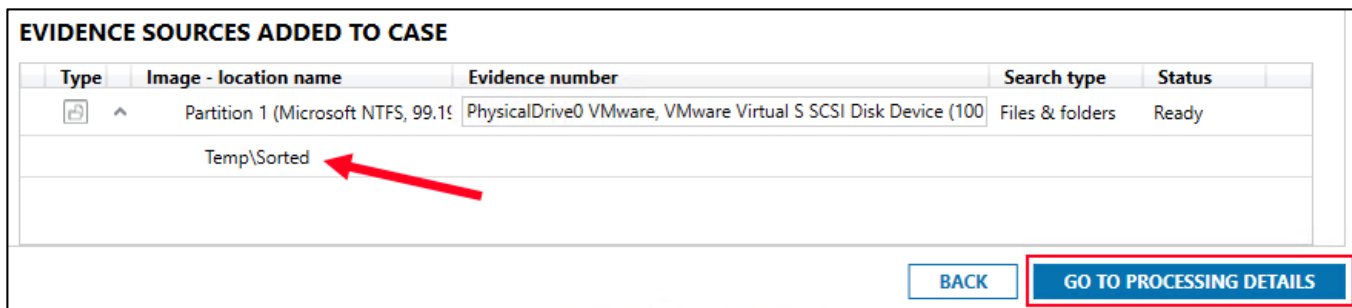 EVIDENCE SOURCES ADDED TO CASE
Type Image - location name Evidence number Search type Status
Partition 1 (Microsoft NTFS, 99.19 PhysicalDrive0 VMware, VMware Virtual S SCSI Disk Device (100 Files & folders Ready
Temp\Sorted
BACK GO TO PROCESSING DETAILS